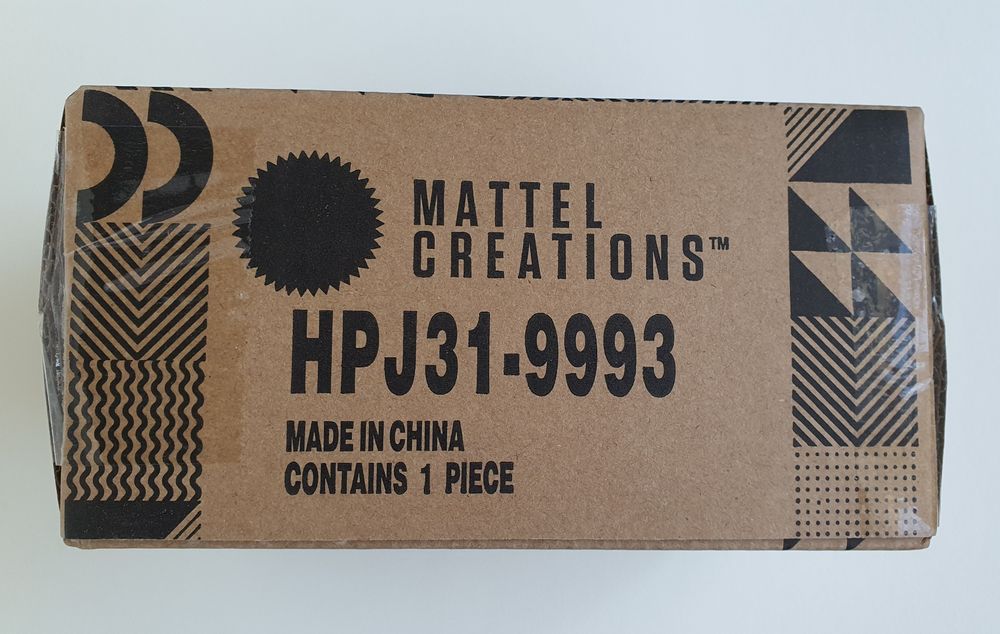 MATTEL
CREATIONS™
HPJ31-9993
MADE IN CHINA
CONTAINS 1 PIECE